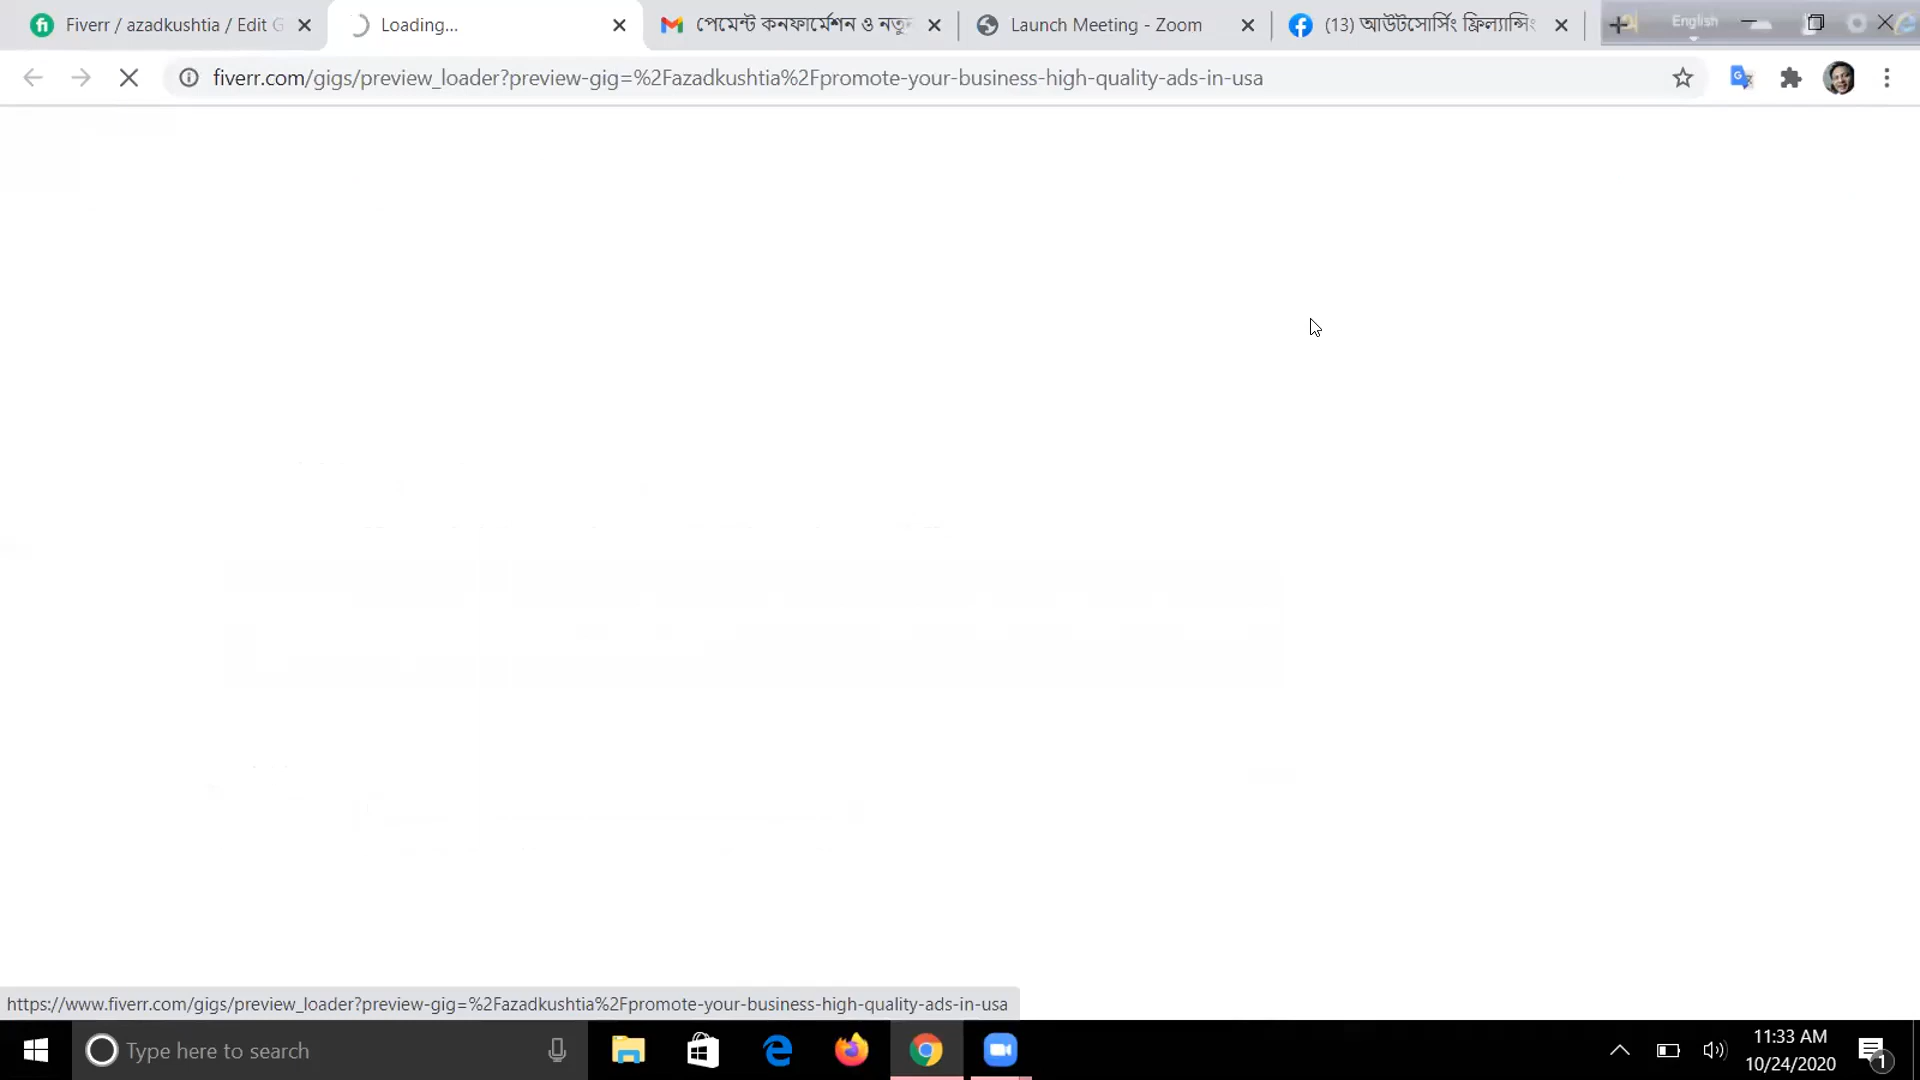 Fiverr / azadkushtia / Edit G
Loading...
পেমেন্ট কনফার্মেশন ও নতুন
Launch Meeting - Zoom
(13) আউটসোর্সিং ফ্রিল্যান্সিং
English
fiverr.com/gigs/preview_loader?preview-gig=%2Fazadkushtia%2Fpromote-your-business-high-quality-ads-in-usa
https://www.fiverr.com/gigs/preview_loader?preview-gig=%2Fazadkushtia%2Fpromote-your-business-high-quality-ads-in-usa
Type here to search
11:33 AM
10/24/2020
1